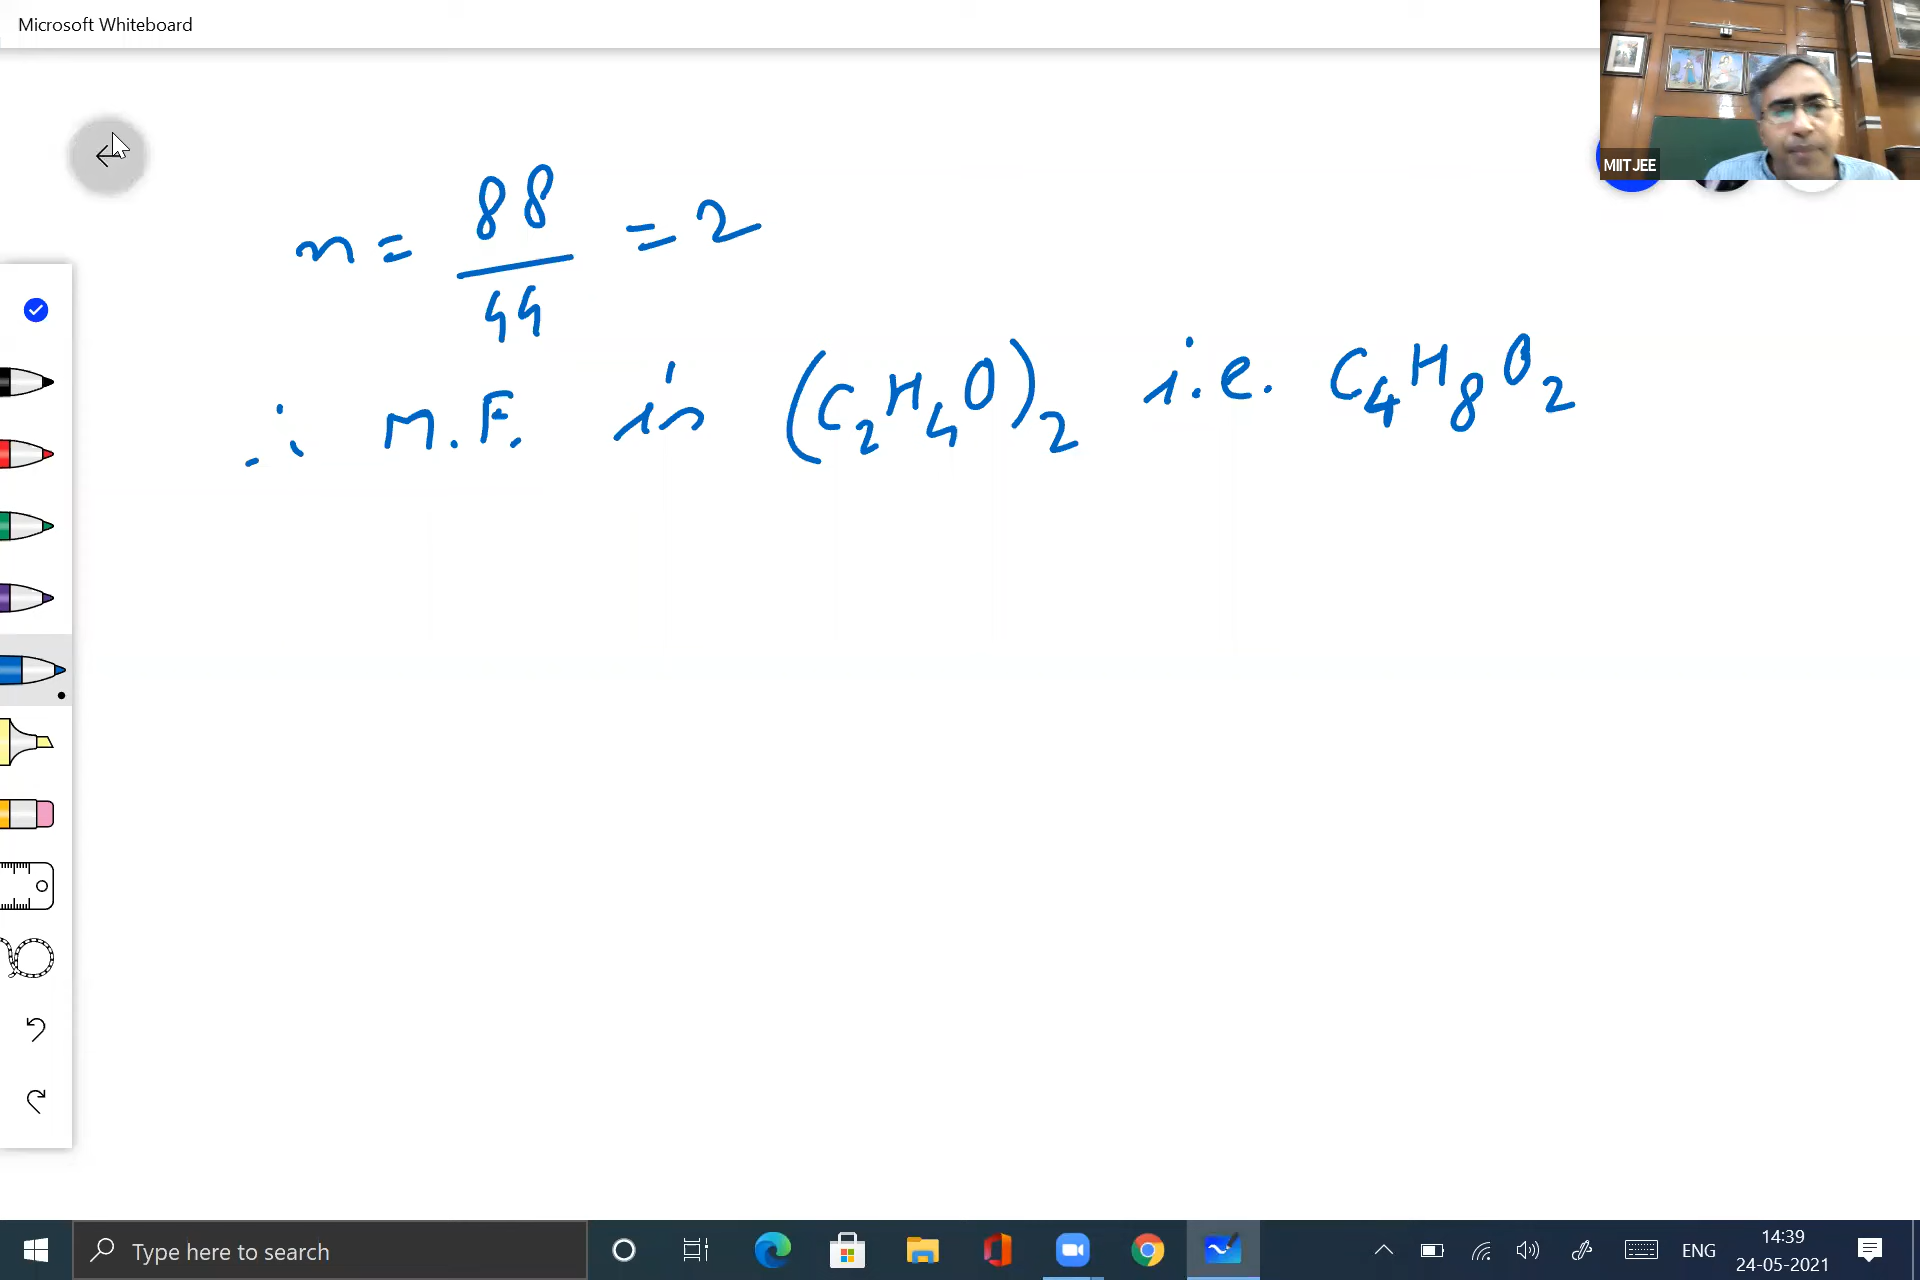 Microsoft Whiteboard
MIIT JEE
n = 88/44 = 2
∴ M.F. is (C₂H₄O)₂ i.e. C₄H₈O₂
Type here to search
ENG
14:39
24-05-2021